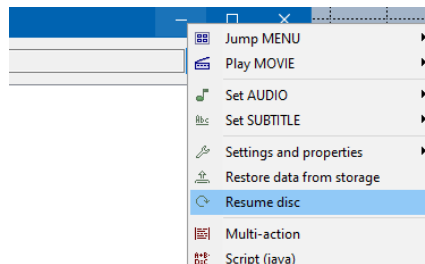 Jump MENU
Play MOVIE
Set AUDIO
Abc Set SUBTITLE
Settings and properties
Restore data from storage
Resume disc
Multi-action
A+B- D=C Script (java)